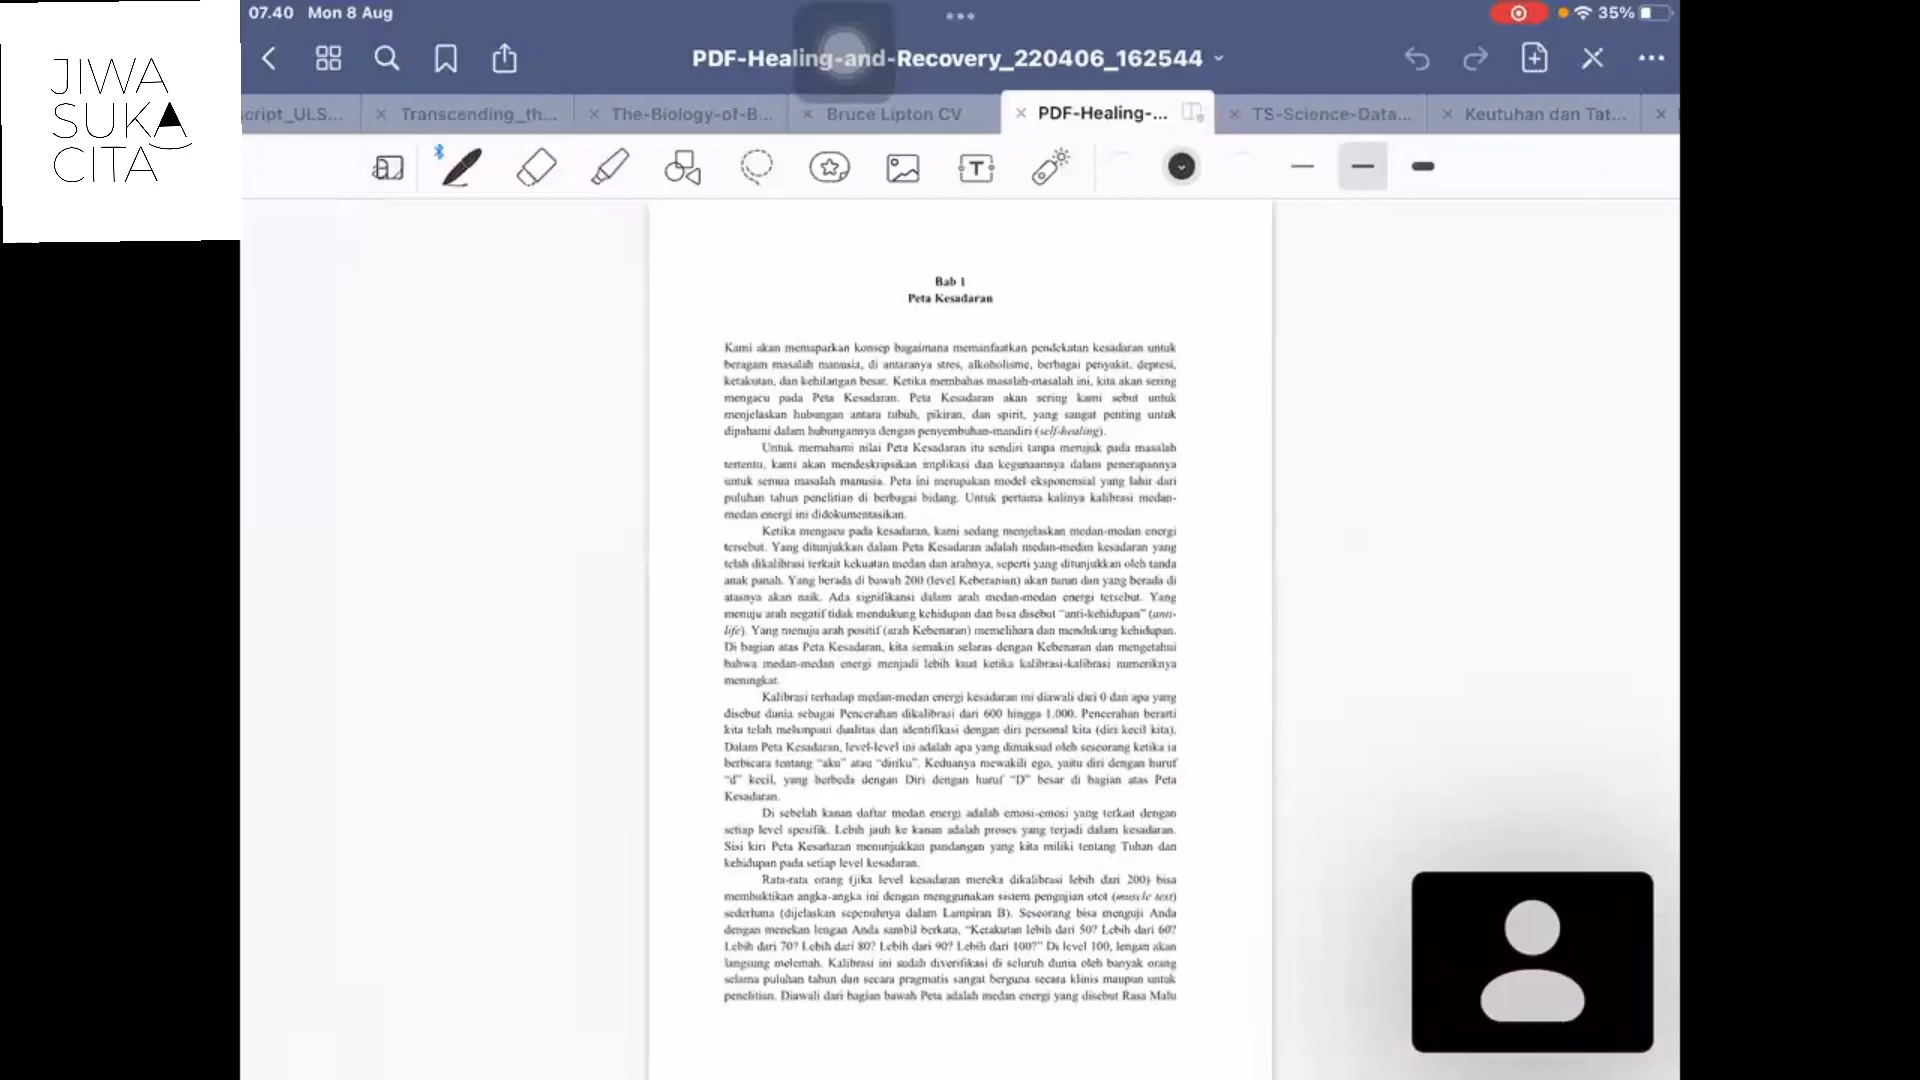 07.40 Mon 8 Aug
35%
JIWA
SUKA
CITA
PDF-Healing-and-Recovery_220406_162544
cript_ULS...
Transcending_th...
The-Biology-of-B...
Bruce Lipton CV
PDF-Healing-...
TS-Science-Data...
Keutuhan dan Tat...
T
Bab 1
Peta Kesadaran
Kami akan memaparkan konsep bagaimana memanfaatkan pendekatan kesadaran untuk
beragam masalah manusia, di antaranya stres, alkoholisme, berbagai penyakit, depresi,
ketakutan, dan kehilangan besar. Ketika membahas masalah-masalah ini, kita akan sering
mengacu pada Peta Kesadaran. Peta Kesadaran akan sering kami sebut untuk
menjelaskan hubungan antara tubuh, pikiran, dan spirit, yang sangat penting untuk
dipahami dalam hubungannya dengan penyembuhan-mandiri (self-healing).
Untuk memahami nilai Peta Kesadaran itu sendiri tanpa merujuk pada masalah
tertentu, kami akan mendeskripsikan implikasi dan kegunaannya dalam penerapannya
untuk semua masalah manusia. Peta ini merupakan model eksponensial yang lahir dari
puluhan tahun penelitian di berbagai bidang. Untuk pertama kalinya kalibrasi medan-
medan energi ini didokumentasikan.
Ketika mengacu pada kesadaran, kami sedang menjelaskan medan-medan energi
tersebut. Yang ditunjukkan dalam Peta Kesadaran adalah medan-medan kesadaran yang
telah dikalibrasi terkait kekuatan medan dan arahnya, seperti yang ditunjukkan oleh tanda
anak panah. Yang berada di bawah 200 (level Keberanian) akan turun dan yang berada di
atasnya akan naik. Ada signifikansi dalam arah medan-medan energi tersebut. Yang
menuju arah negatif tidak mendukung kehidupan dan bisa disebut “anti-kehidupan” (anti-
life). Yang menuju arah positif (arah Kebenaran) memelihara dan mendukung kehidupan.
Di bagian atas Peta Kesadaran, kita semakin selaras dengan Kebenaran dan mengetahui
bahwa medan-medan energi menjadi lebih kuat ketika kalibrasi-kalibrasi numeriknya
meningkat.
Kalibrasi terhadap medan-medan energi kesadaran ini diawali dari 0 dan apa yang
disebut dunia sebagai Pencerahan dikalibrasi dari 600 hingga 1.000. Pencerahan berarti
kita telah melampaui dualitas dan identifikasi dengan diri personal kita (diri kecil kita).
Dalam Peta Kesadaran, level-level ini adalah apa yang dimaksud oleh seseorang ketika ia
berbicara tentang “aku” atau “diriku”. Keduanya mewakili ego, yaitu diri dengan huruf
“d” kecil, yang berbeda dengan Diri dengan huruf “D” besar di bagian atas Peta
Kesadaran.
Di sebelah kanan daftar medan energi adalah emosi-emosi yang terkait dengan
setiap level spesifik. Lebih jauh ke kanan adalah proses yang terjadi dalam kesadaran.
Sisi kiri Peta Kesadaran menunjukkan pandangan yang kita miliki tentang Tuhan dan
kehidupan pada setiap level kesadaran.
Rata-rata orang (jika level kesadaran mereka dikalibrasi lebih dari 200) bisa
membuktikan angka-angka ini dengan menggunakan sistem pengujian otot (muscle test)
sederhana (dijelaskan sepenuhnya dalam Lampiran B). Seseorang bisa menguji Anda
dengan menekan lengan Anda sambil berkata, “Ketakutan lebih dari 50? Lebih dari 60?
Lebih dari 70? Lebih dari 80? Lebih dari 90? Lebih dari 100?” Di level 100, lengan akan
langsung melemah. Kalibrasi ini sudah diverifikasi di seluruh dunia oleh banyak orang
selama puluhan tahun dan secara pragmatis sangat berguna secara klinis maupun untuk
penelitian. Diawali dari bagian bawah Peta adalah medan energi yang disebut Rasa Malu